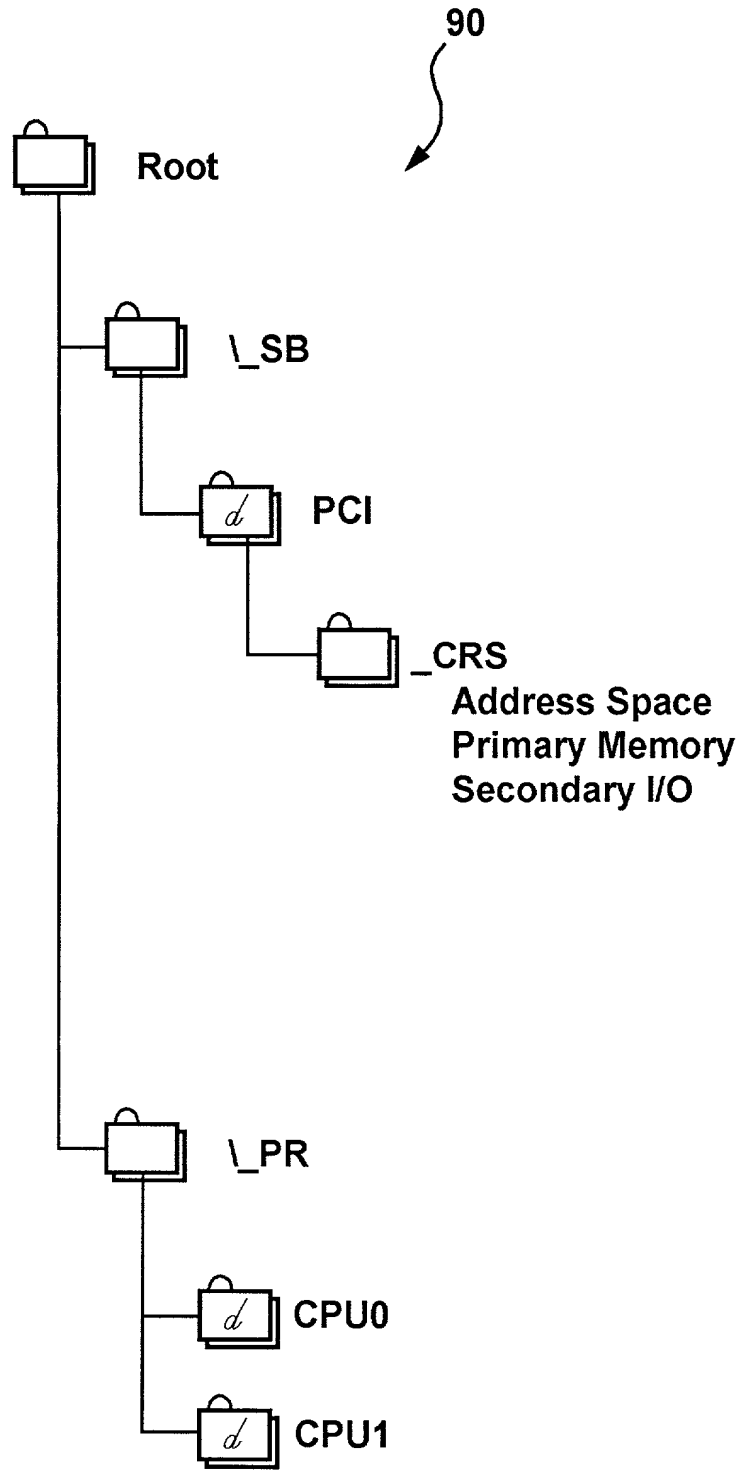 90
Root
\_SB
d PCI
_CRS
Address Space
Primary Memory
Secondary I/O
\_PR
d CPU0
d CPU1